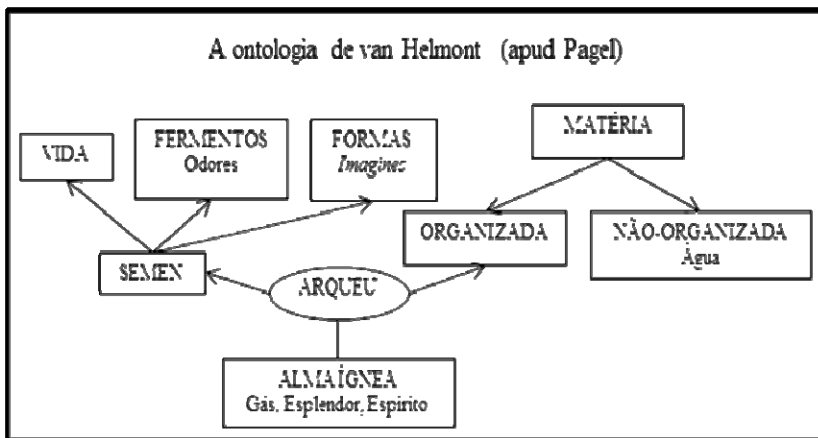 A ontologia de van Helmont (apud Pagel)
VIDA
FERMENTOS
Odores
FORMAS
Imagines
MATÉRIA
ORGANIZADA
NÃO-ORGANIZADA
Água
SEMEN
ARQUEU
ALMA ÍGNEA
Gás, Esplendor, Espírito